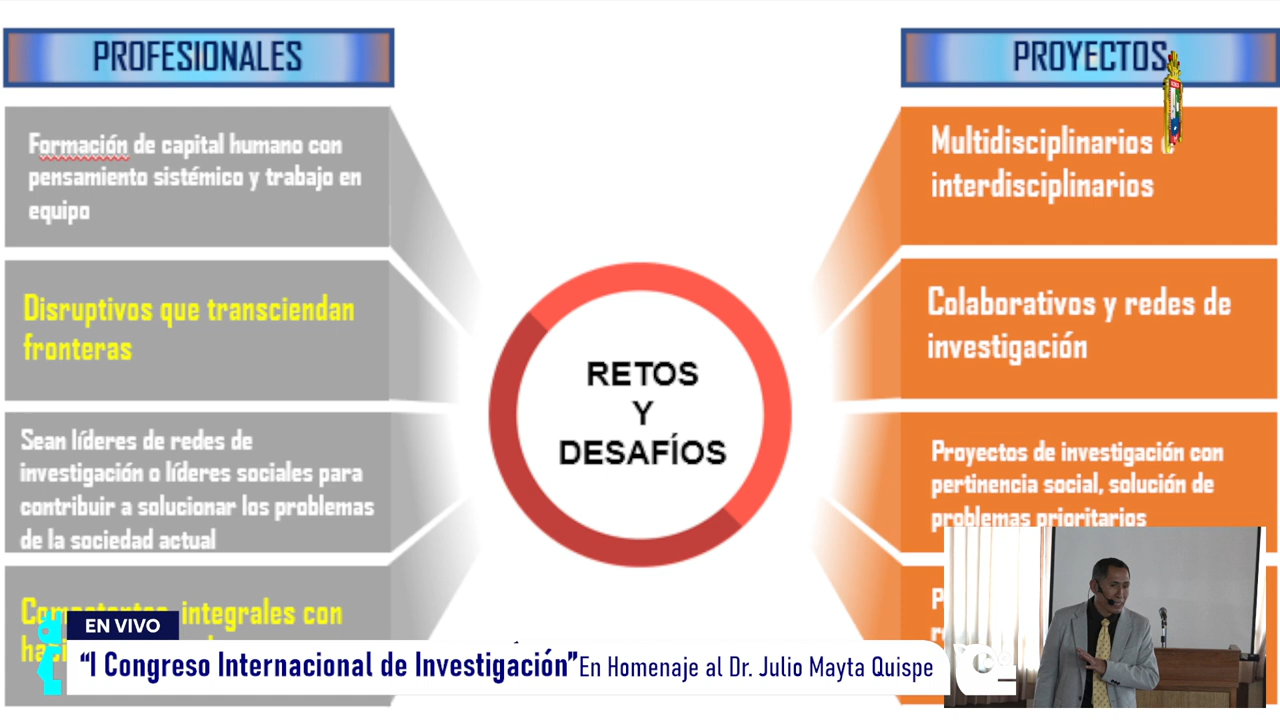 PROFESIONALES
Formación de capital humano con
pensamiento sistémico y trabajo en
equipo
Disruptivos que transciendan
fronteras
Sean líderes de redes de
investigación o líderes sociales para
contribuir a solucionar los problemas
de la sociedad actual
integrales con
RETOS
Y
DESAFÍOS
PROYECTOS
Multidisciplinarios
interdisciplinarios
Colaborativos y redes de
investigación
Proyectos de investigación con
pertinencia social, solución de
problemas prioritarios
EN VIVO
“I Congreso Internacional de Investigación” En Homenaje al Dr. Julio Mayta Quispe